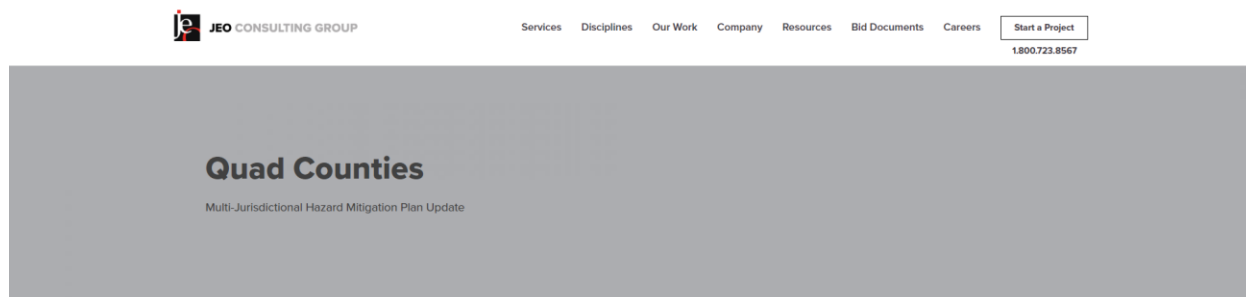 je
JEO CONSULTING GROUP
Services Disciplines Our Work Company Resources Bid Documents Careers Start a Project
1.800.723.8567
Quad Counties
Multi-Jurisdictional Hazard Mitigation Plan Update